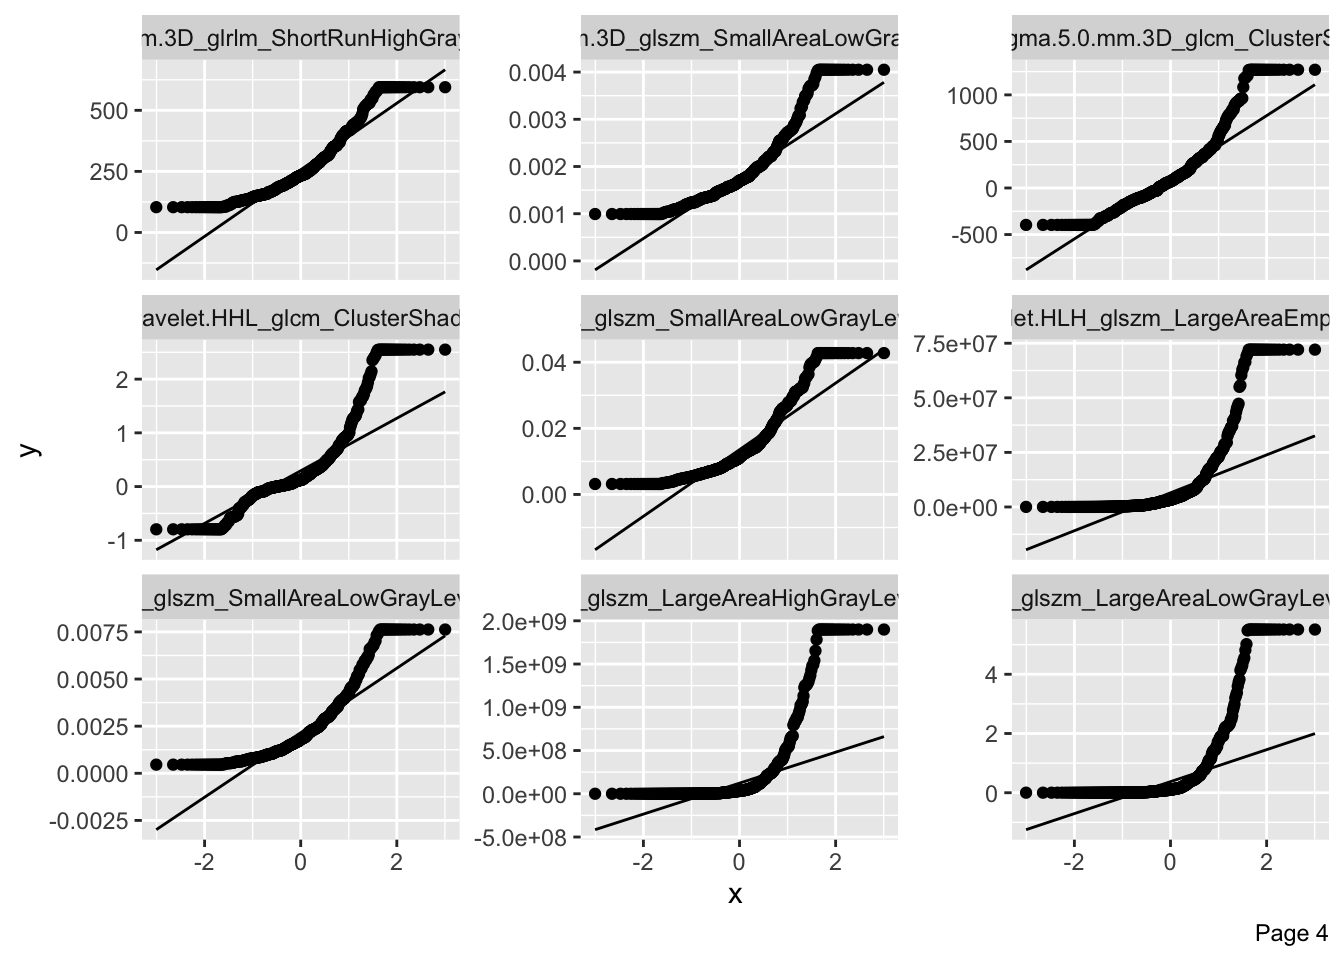 m.3D_glrlm_ShortRunHighGray
n.3D_glszm_SmallAreaLowGra
gma.5.0.mm.3D_glcm_ClusterS
500
250
0
0.004
0.003
0.002
0.001
0.000
1000
500
0
-500
avelet.HHL_glcm_ClusterShad
_glszm_SmallAreaLowGrayLev
let.HLH_glszm_LargeAreaEmp
2
1
0
-1
0.04
0.02
0.00
7.5e+07
5.0e+07
2.5e+07
0.0e+00
y
_glszm_SmallAreaLowGrayLev
_glszm_LargeAreaHighGrayLev
_glszm_LargeAreaLowGrayLev
0.0075
0.0050
0.0025
0.0000
-0.0025
2.0e+09
1.5e+09
1.0e+09
5.0e+08
0.0e+00
-5.0e+08
4
2
0
-2 0 2
-2 0 2
-2 0 2
x
Page 4